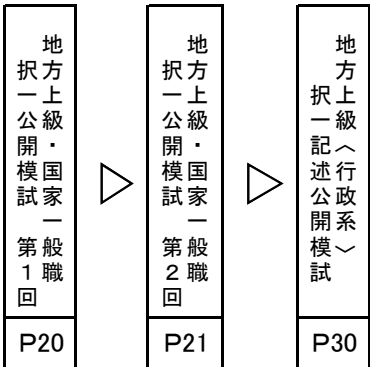 地方上級・国家一般職
択一公開模試 第1回
P20
地方上級・国家一般職
択一公開模試 第2回
P21
地方上級〈行政系〉
択一記述公開模試
P30